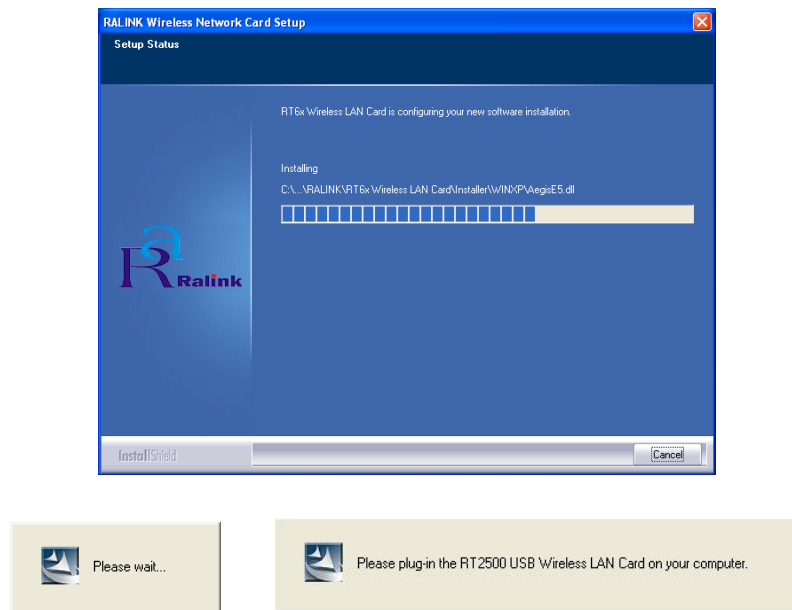 RALINK Wireless Network Card Setup
Setup Status
RT6x Wireless LAN Card is configuring your new software installation.
Installing
C:\...\RALINK\RT6x Wireless LAN Card\Installer\WINXP\AegisE5.dll
Ralink
InstallShield
Cancel
Please wait...
Please plug-in the RT2500 USB Wireless LAN Card on your computer.